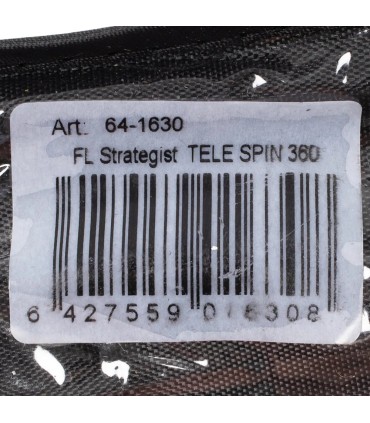 Art: 64-1630
FL Strategist TELE SPIN 360
6 427559 016308